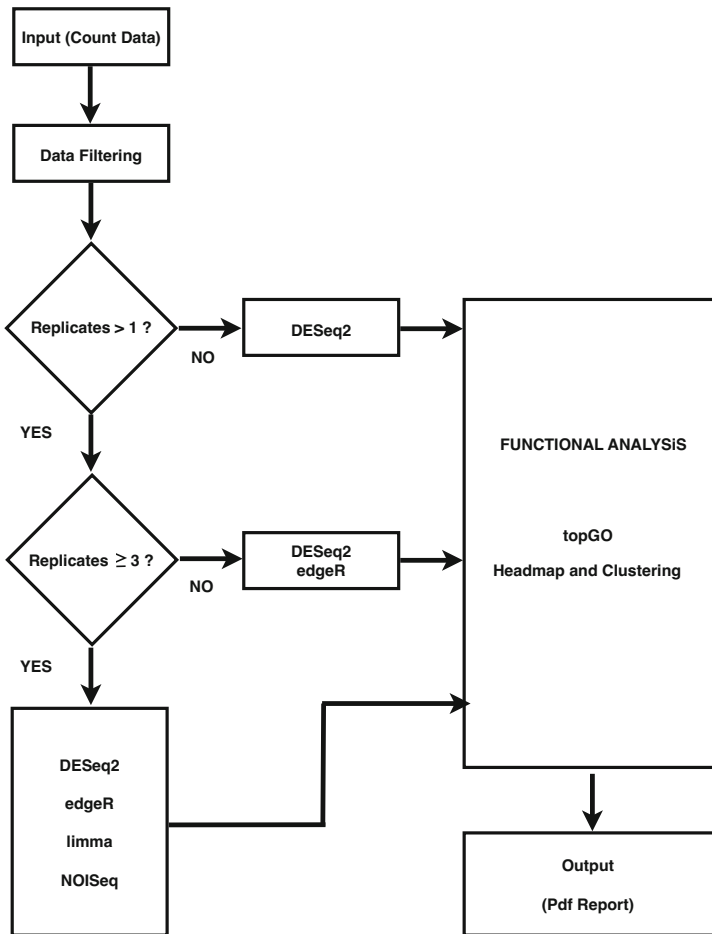 Input (Count Data)
Data Filtering
Replicates > 1 ?
NO
DESeq2
YES
FUNCTIONAL ANALYSiS
topGO
Headmap and Clustering
Replicates ≥ 3 ?
NO
DESeq2
edgeR
YES
DESeq2
edgeR
limma
NOISeq
Output
(Pdf Report)